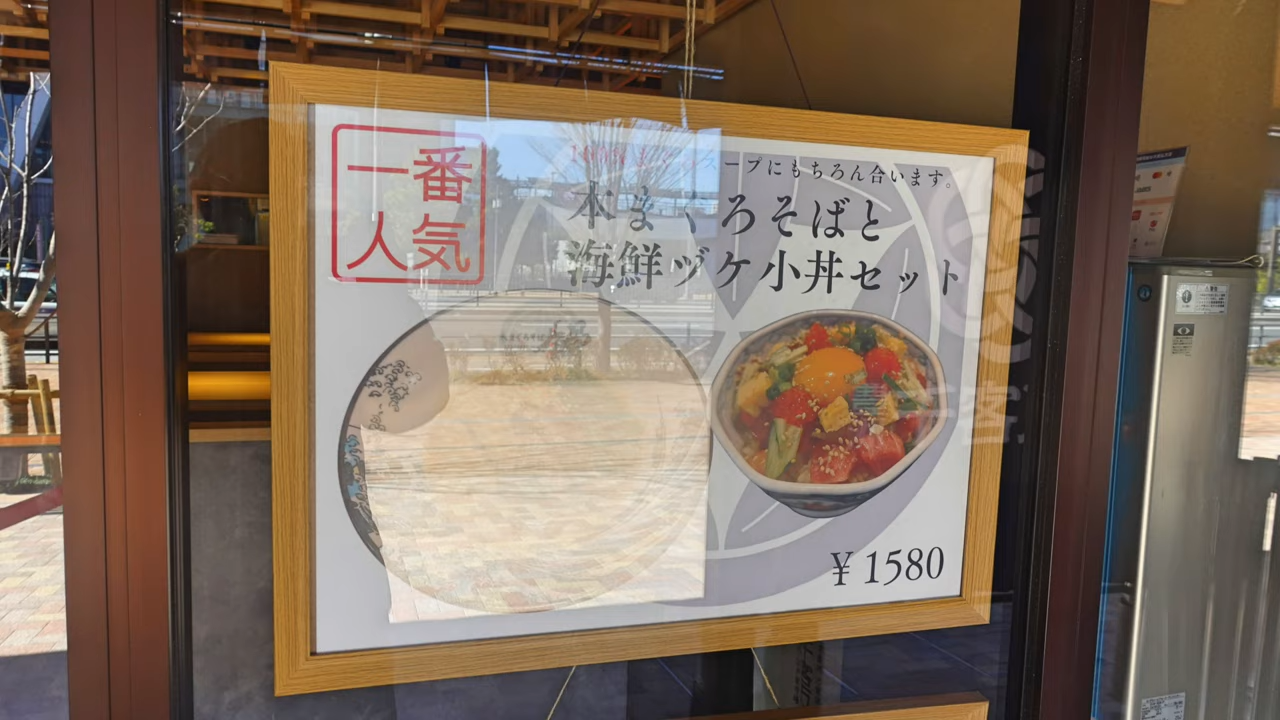 一番
人気
スープにもちろん合います。
本まぐろそばと
海鮮ヅケ小丼セット
¥1580